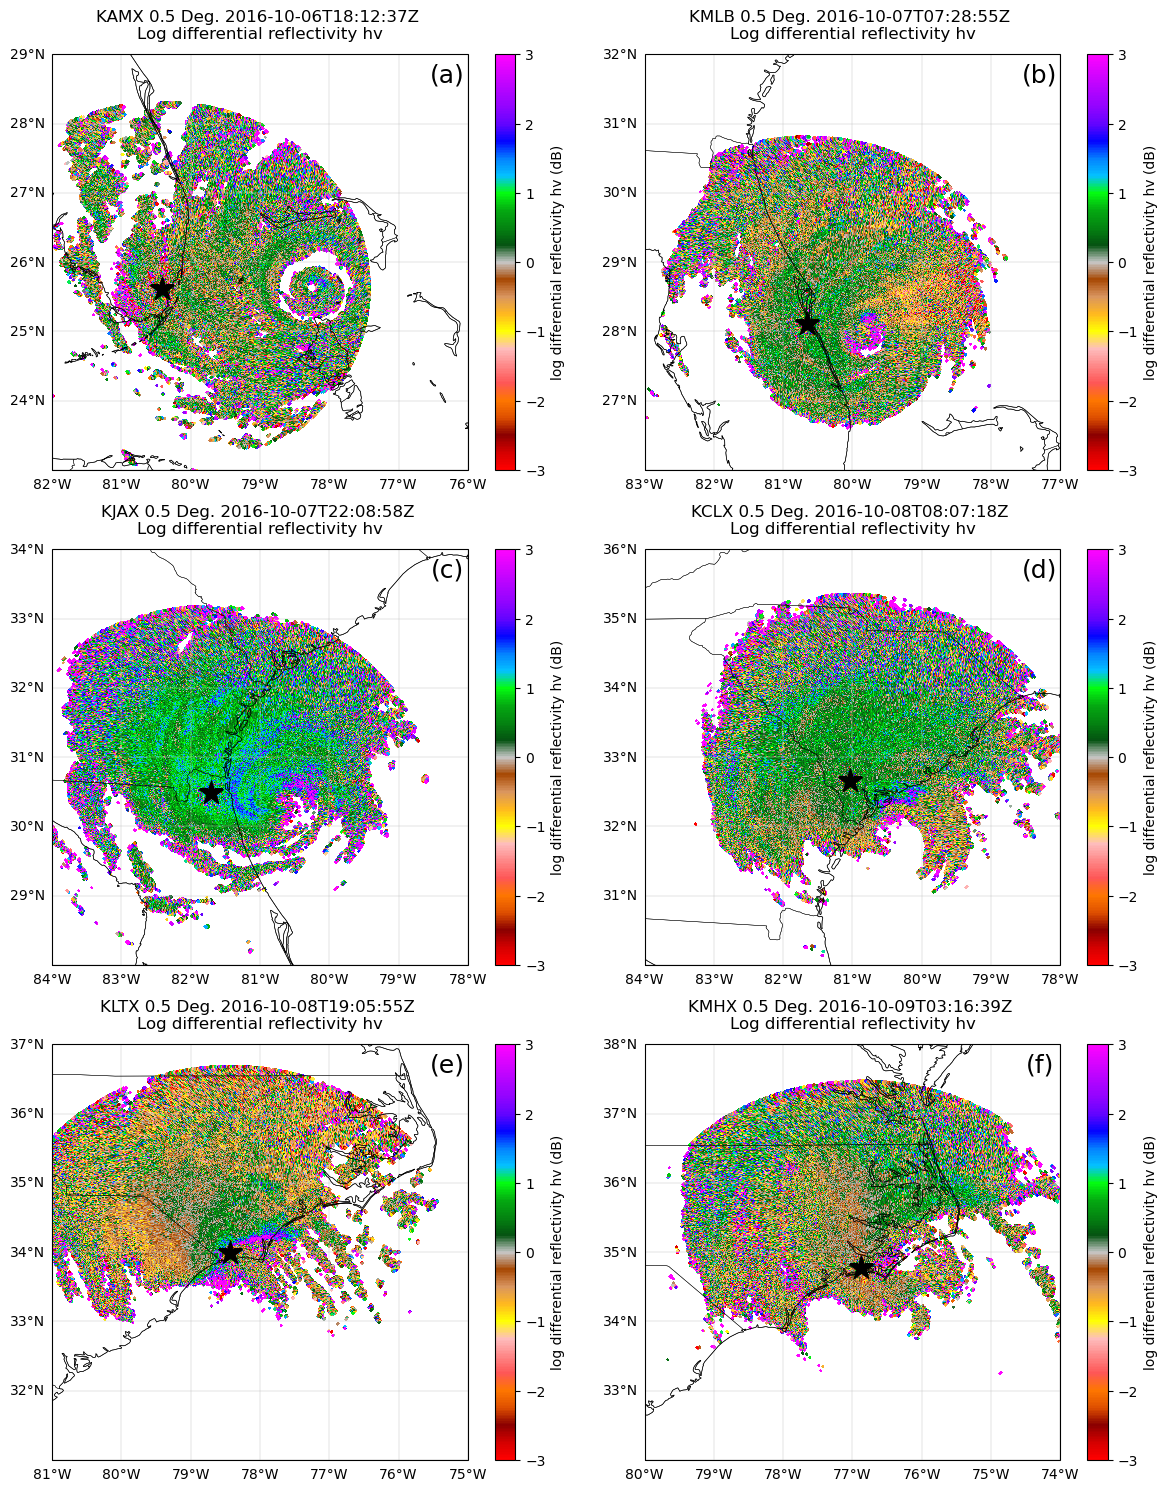 KAMX 0.5 Deg. 2016-10-06T18:12:37Z
Log differential reflectivity hv
(a)
29°N
28°N
27°N
26°N
25°N
24°N
82°W 81°W 80°W 79°W 78°W 77°W 76°W
3
2
1
0
−1
−2
−3
log differential reflectivity hv (dB)
KMLB 0.5 Deg. 2016-10-07T07:28:55Z
Log differential reflectivity hv
(b)
32°N
31°N
30°N
29°N
28°N
27°N
83°W 82°W 81°W 80°W 79°W 78°W 77°W
3
2
1
0
−1
−2
−3
log differential reflectivity hv (dB)
KJAX 0.5 Deg. 2016-10-07T22:08:58Z
Log differential reflectivity hv
(c)
34°N
33°N
32°N
31°N
30°N
29°N
84°W 83°W 82°W 81°W 80°W 79°W 78°W
3
2
1
0
−1
−2
−3
log differential reflectivity hv (dB)
KCLX 0.5 Deg. 2016-10-08T08:07:18Z
Log differential reflectivity hv
(d)
36°N
35°N
34°N
33°N
32°N
31°N
84°W 83°W 82°W 81°W 80°W 79°W 78°W
3
2
1
0
−1
−2
−3
log differential reflectivity hv (dB)
KLTX 0.5 Deg. 2016-10-08T19:05:55Z
Log differential reflectivity hv
(e)
37°N
36°N
35°N
34°N
33°N
32°N
81°W 80°W 79°W 78°W 77°W 76°W 75°W
3
2
1
0
−1
−2
−3
log differential reflectivity hv (dB)
KMHX 0.5 Deg. 2016-10-09T03:16:39Z
Log differential reflectivity hv
(f)
38°N
37°N
36°N
35°N
34°N
33°N
80°W 79°W 78°W 77°W 76°W 75°W 74°W
3
2
1
0
−1
−2
−3
log differential reflectivity hv (dB)